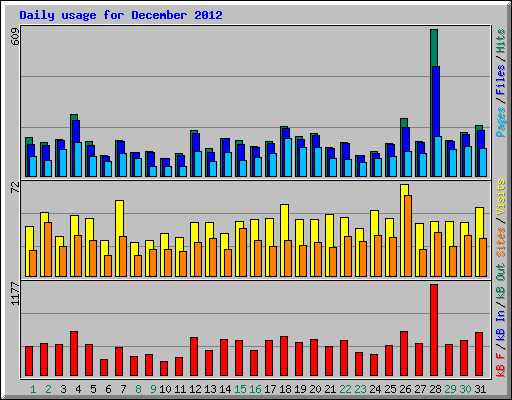 Daily usage for December 2012
609
Pages / Files / Hits
72
Sites / Visits
1177
kB F / kB In / kB Out
1 2 3 4 5 6 7 8 9 10 11 12 13 14 15 16 17 18 19 20 21 22 23 24 25 26 27 28 29 30 31